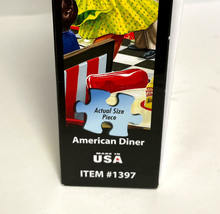 Actual Size
Piece
American Diner
MADE IN
USA
ITEM #1397